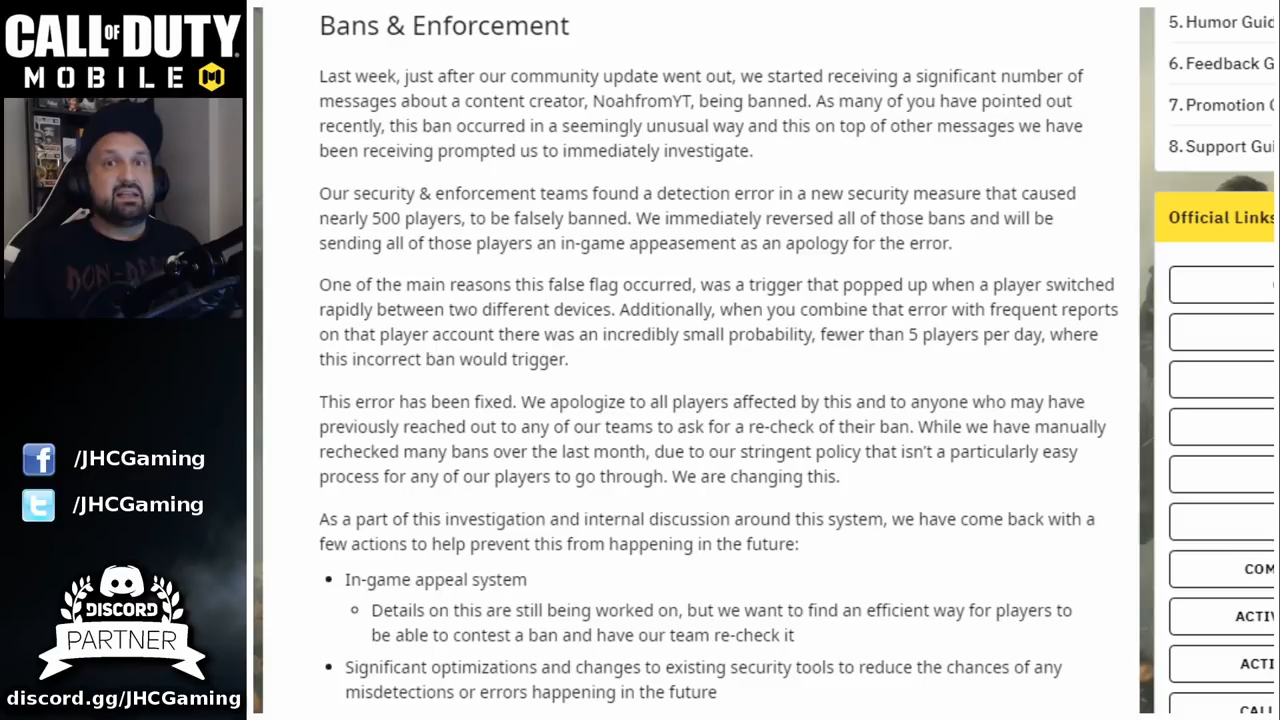 CALL OF DUTY
MOBILE
/JHCGaming
/JHCGaming
DISCORD
PARTNER
discord.gg/JHCGaming
Bans & Enforcement
Last week, just after our community update went out, we started receiving a significant number of
messages about a content creator, NoahfromYT, being banned. As many of you have pointed out
recently, this ban occurred in a seemingly unusual way and this on top of other messages we have
been receiving prompted us to immediately investigate.
Our security & enforcement teams found a detection error in a new security measure that caused
nearly 500 players, to be falsely banned. We immediately reversed all of those bans and will be
sending all of those players an in-game appeasement as an apology for the error.
One of the main reasons this false flag occurred, was a trigger that popped up when a player switched
rapidly between two different devices. Additionally, when you combine that error with frequent reports
on that player account there was an incredibly small probability, fewer than 5 players per day, where
this incorrect ban would trigger.
This error has been fixed. We apologize to all players affected by this and to anyone who may have
previously reached out to any of our teams to ask for a re-check of their ban. While we have manually
rechecked many bans over the last month, due to our stringent policy that isn't a particularly easy
process for any of our players to go through. We are changing this.
As a part of this investigation and internal discussion around this system, we have come back with a
few actions to help prevent this from happening in the future:
• In-game appeal system
Details on this are still being worked on, but we want to find an efficient way for players to
be able to contest a ban and have our team re-check it
• Significant optimizations and changes to existing security tools to reduce the chances of any
misdetections or errors happening in the future
5. Humor Guid
6. Feedback G
7. Promotion
8. Support Gui
Official Links
COM
ACTIV
ACTI
CALL